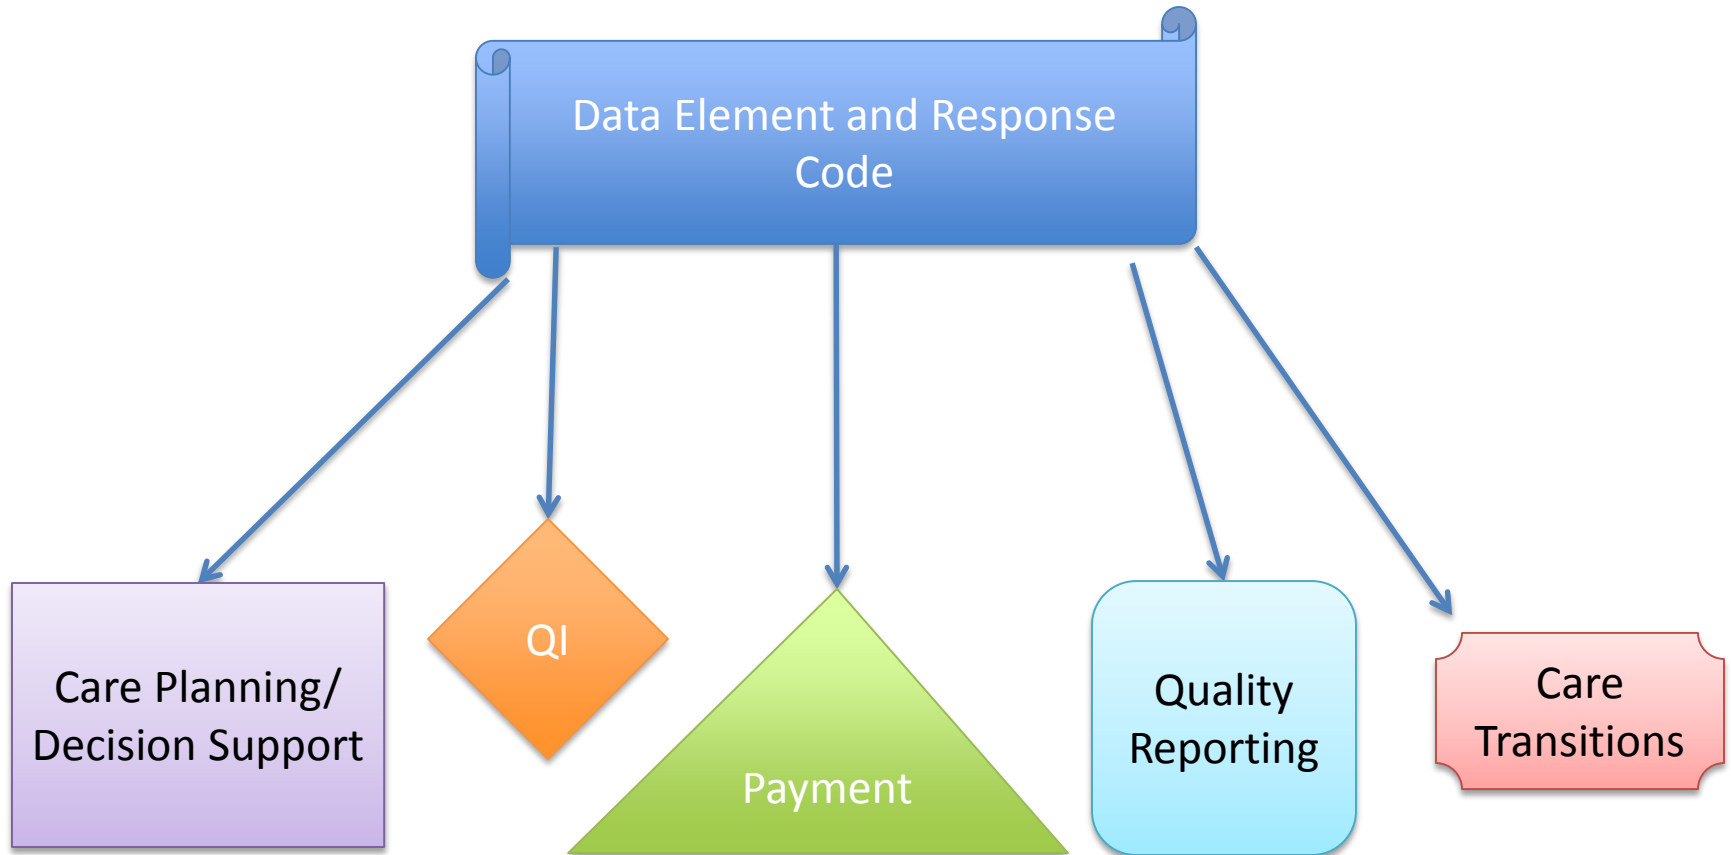 Data Element and Response
Code
Care Planning/
Decision Support
QI
Payment
Quality
Reporting
Care
Transitions